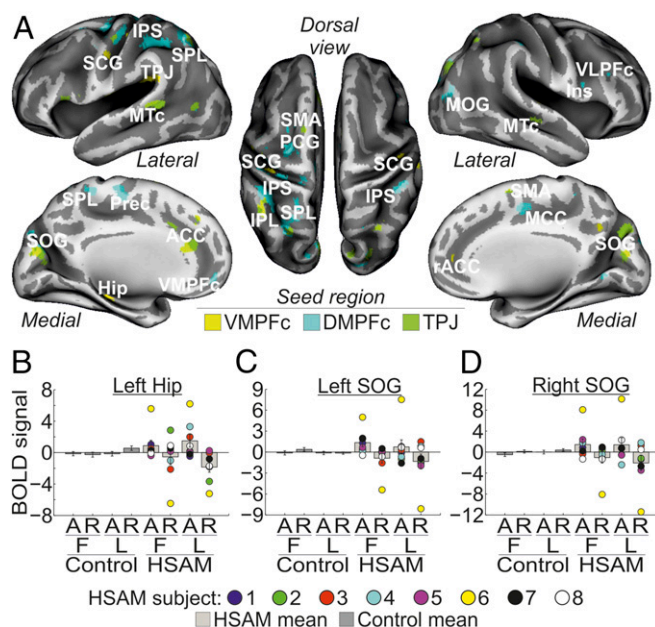 A
IPS
SCG
SPL
TPJ
MTc
Lateral
SPL
Prec
SOG
ACC
Hip
VMPFc
Medial
Dorsal
view
SMA
PCG
SCG
SCG
IPS
IPS
IPL
SPL
VLPFc
Ins
MOG
MTc
Lateral
SMA
MCC
SOG
rACC
Medial
Seed region
VMPFc DMPFc TPJ
B
Left Hip
BOLD signal
8
4
0
-4
-8
A R A R A R A R
F L F L
Control HSAM
C
Left SOG
9
6
3
0
-3
-6
-9
A R A R A R A R
F L F L
Control HSAM
D
Right SOG
12
8
4
0
-4
-8
-12
A R A R A R A R
F L F L
Control HSAM
HSAM subject: 1 2 3 4 5 6 7 8
HSAM mean Control mean